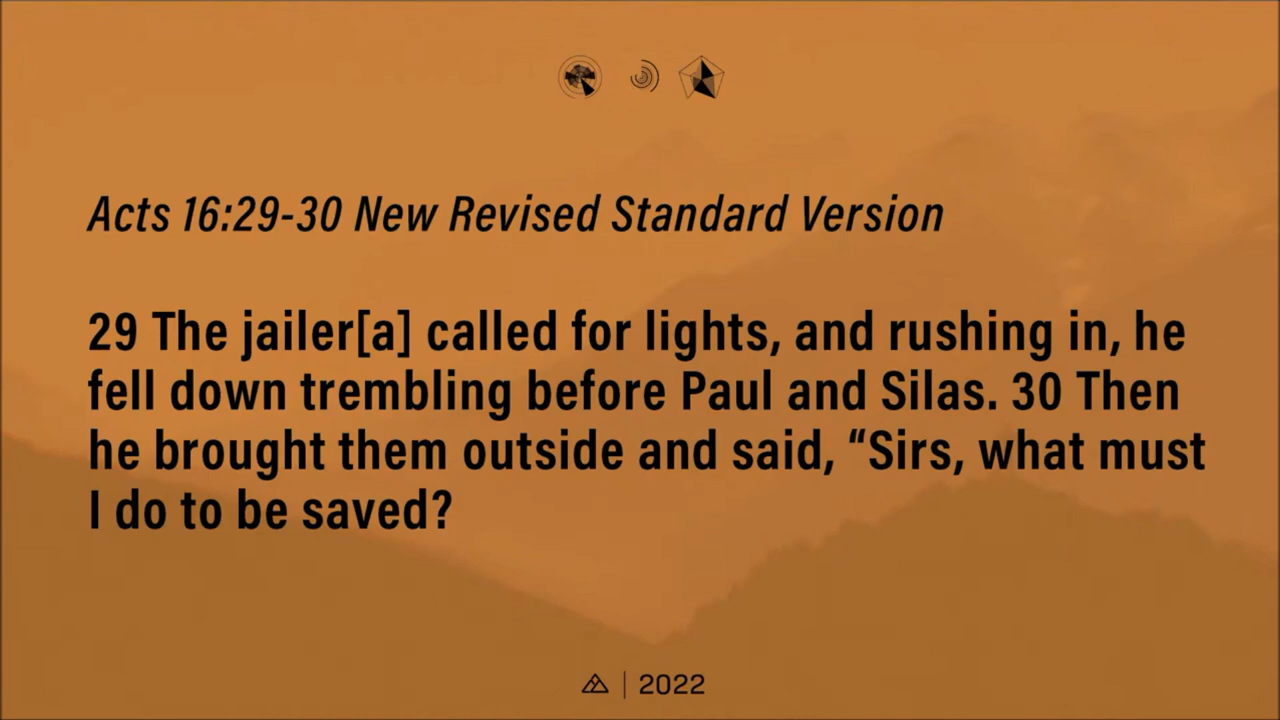 Acts 16:29-30 New Revised Standard Version
29 The jailer[a] called for lights, and rushing in, he
fell down trembling before Paul and Silas. 30 Then
he brought them outside and said, “Sirs, what must
I do to be saved?
2022